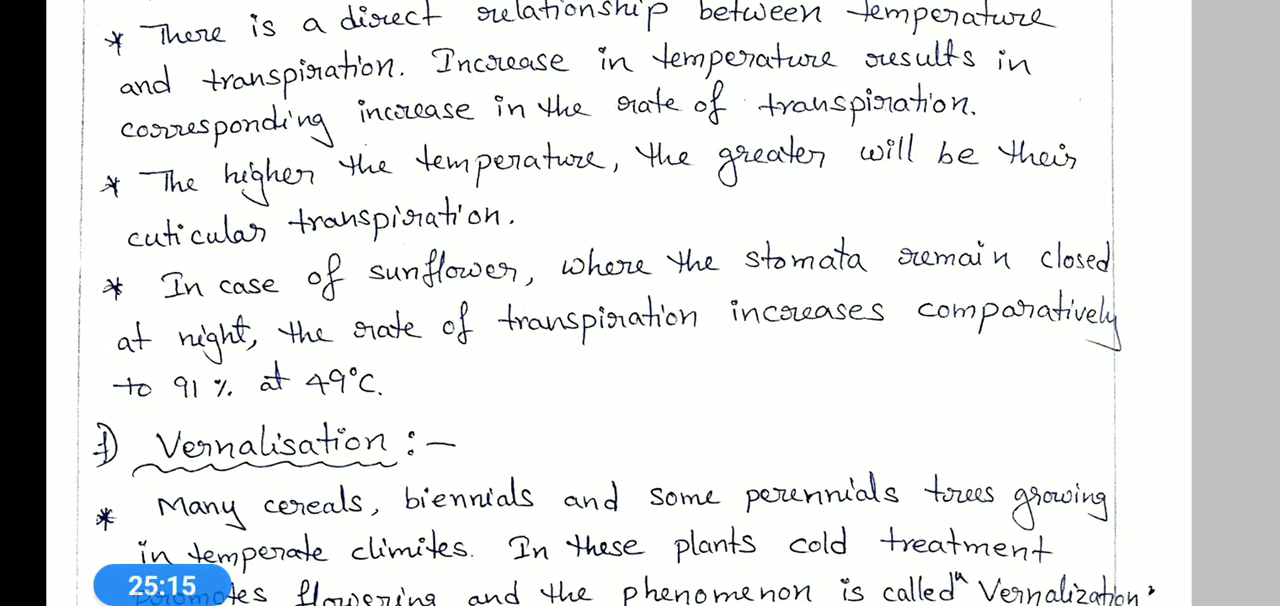 * There is a direct relationship between temperature
and transpiration. Increase in temperature results in
corresponding increase in the rate of transpiration.
* The higher the temperature, the greater will be their
cuticular transpiration.
* In case of sunflower, where the stomata remain closed
at night, the rate of transpiration increases comparatively
to 91 % at 49°C.
f) Vernalisation :-
* Many cereals, biennials and some perennials trees growing
in temperate climites. In these plants cold treatment
promotes flowering and the phenomenon is called "Vernalization"
25:15